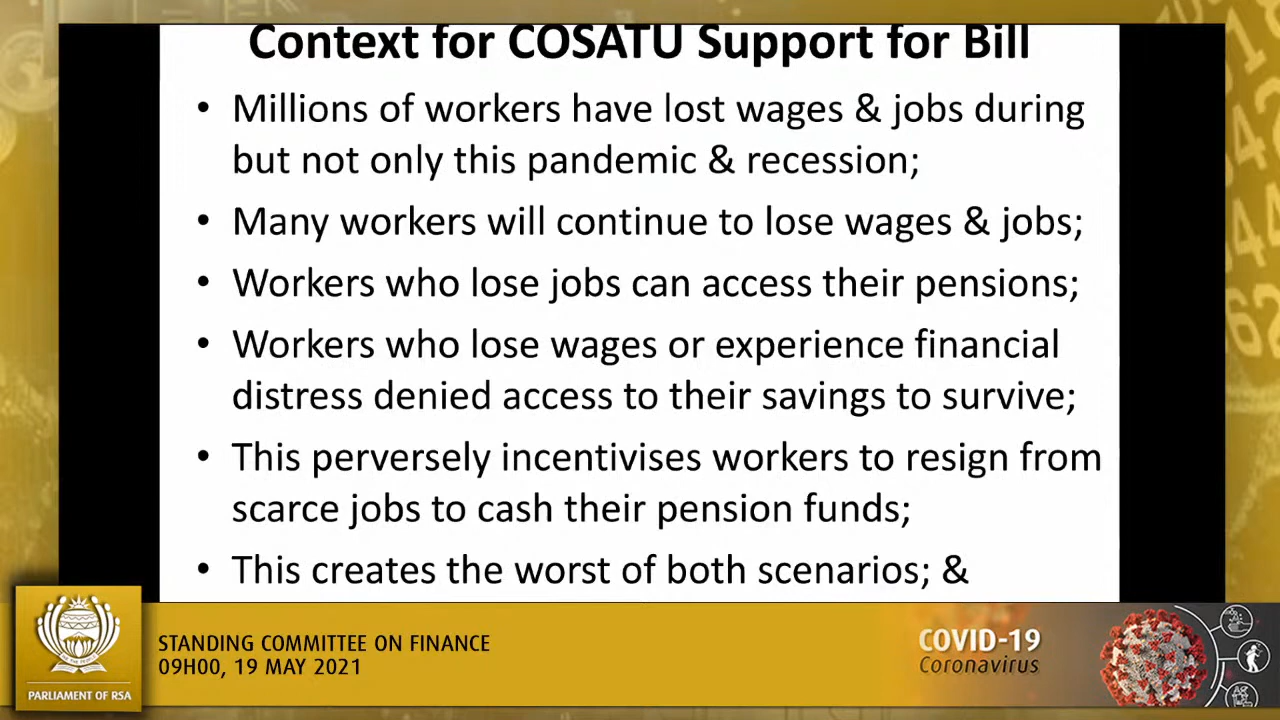 Context for COSATU Support for Bill
• Millions of workers have lost wages & jobs during
but not only this pandemic & recession;
• Many workers will continue to lose wages & jobs;
• Workers who lose jobs can access their pensions;
• Workers who lose wages or experience financial
distress denied access to their savings to survive;
• This perversely incentivises workers to resign from
scarce jobs to cash their pension funds;
• This creates the worst of both scenarios; &
STANDING COMMITTEE ON FINANCE
09H00, 19 MAY 2021
PARLIAMENT OF RSA
COVID-19
Coronavirus